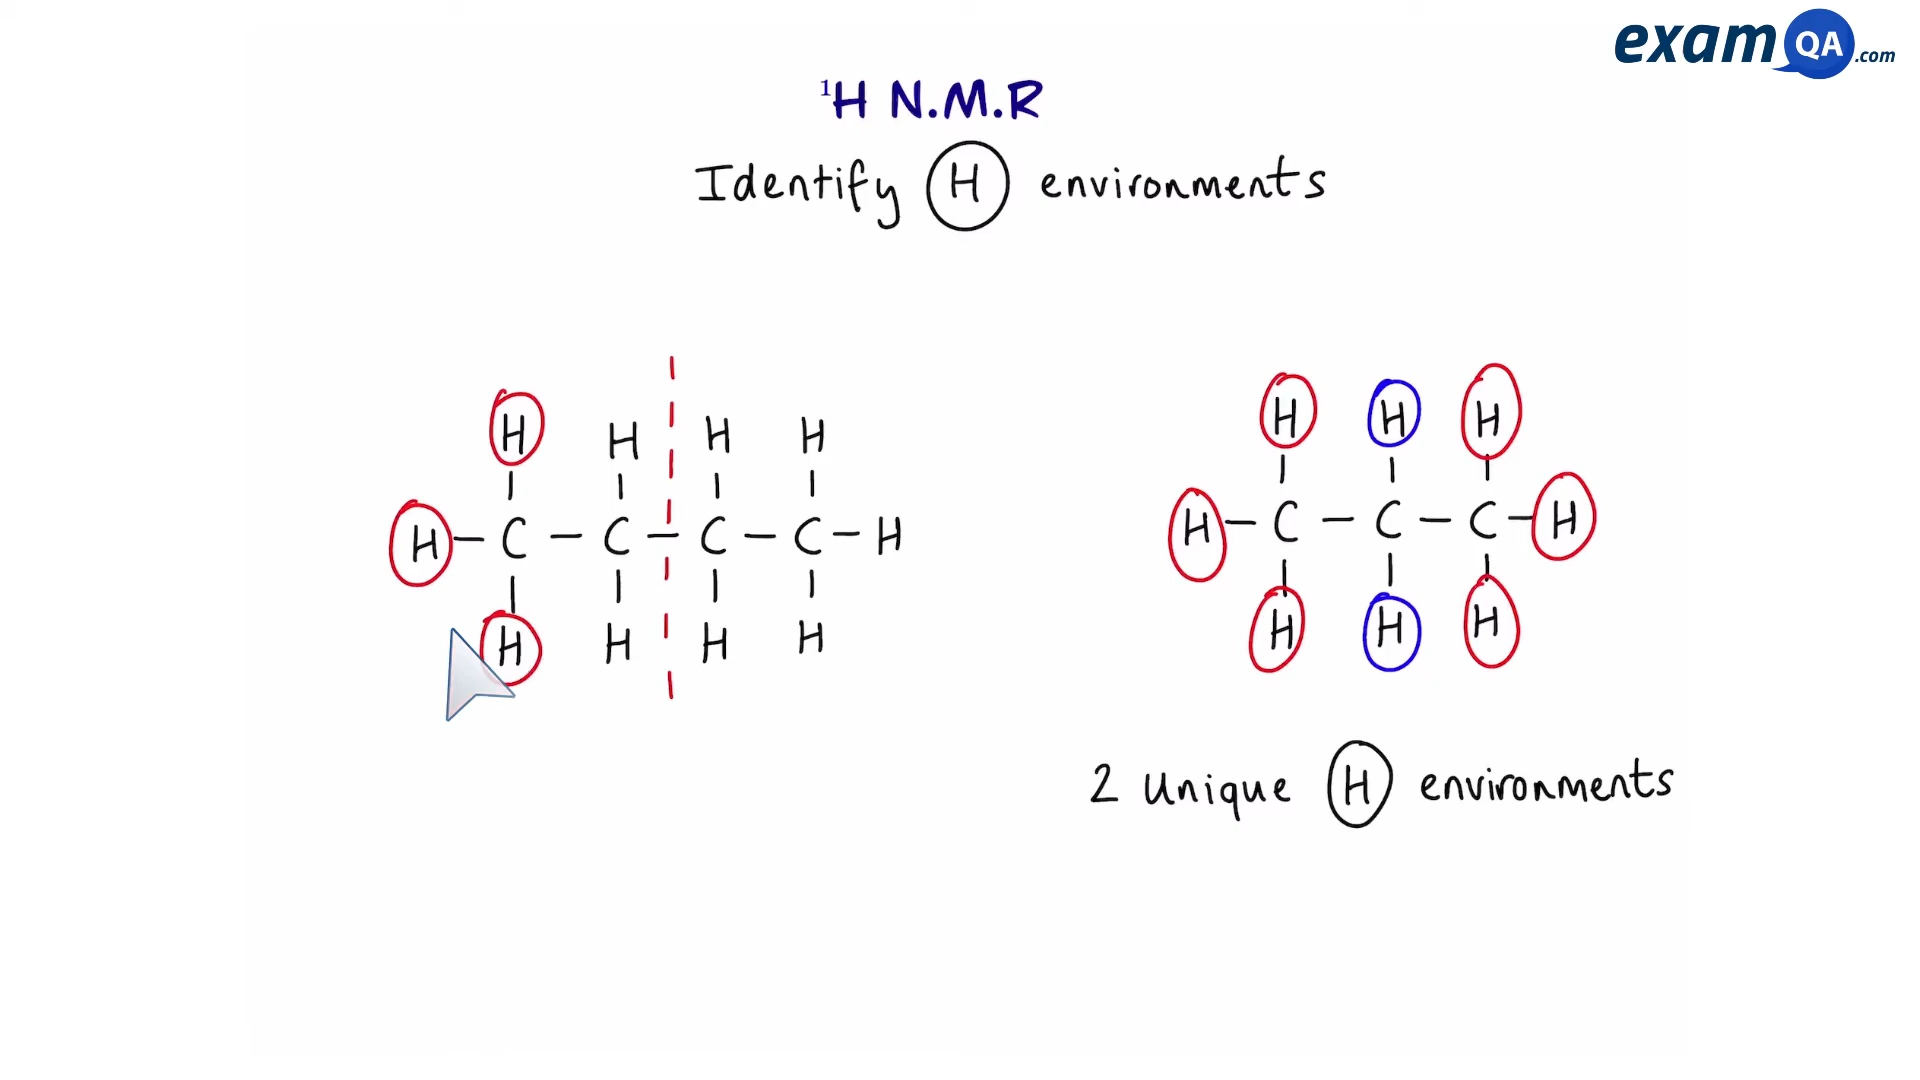 examQA.com
¹H N.M.R
Identify H environments
H H H H
H - C - C - C - C - H
H H H H
H H H
H - C - C - C - H
H H H
2 Unique H environments